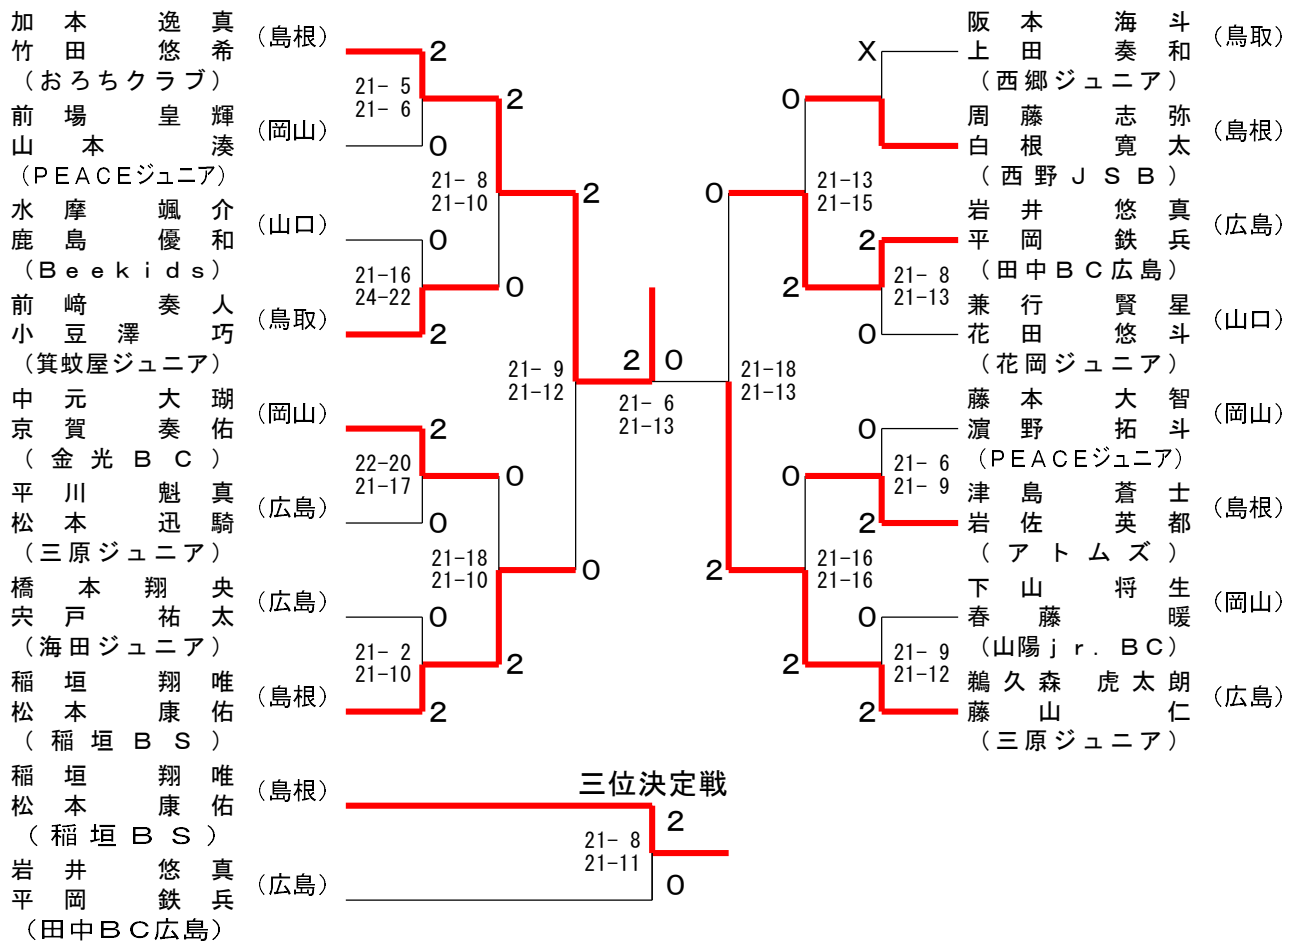 加本 逸真
竹田 悠希
(島根)
(おろちクラブ)
2
21- 5
21- 6
前場 皇輝
山本 湊
(岡山)
(PEACEジュニア)
0
2
21- 8
21-10
水摩 颯介
鹿島 優和
(山口)
(Beekids)
0
21-16
24-22
前﨑 奏人
小豆澤 巧
(鳥取)
(箕蚊屋ジュニア)
2
0
2
21- 9
21-12
中元 大瑚
京賀 奏佑
(岡山)
(金光BC)
2
22-20
21-17
平川 魁真
松本 迅騎
(広島)
(三原ジュニア)
0
0
21-18
21-10
橋本 翔央
宍戸 祐太
(広島)
(海田ジュニア)
0
21- 2
21-10
稲垣 翔唯
松本 康佑
(島根)
(稲垣BS)
2
2
0
2 0
21- 6
21-13
阪本 海斗
上田 奏和
(鳥取)
(西郷ジュニア)
X
周藤 志弥
白根 寛太
(島根)
(西野JSB)
0
21-13
21-15
岩井 悠真
平岡 鉄兵
(広島)
(田中BC広島)
2
21- 8
21-13
兼行 賢星
花田 悠斗
(山口)
(花岡ジュニア)
0
2
0
21-18
21-13
藤本 大智
濵野 拓斗
(岡山)
(PEACEジュニア)
0
21- 6
21- 9
津島 蒼士
岩佐 英都
(島根)
(アトムズ)
2
0
21-16
21-16
下山 将生
春藤 暖
(岡山)
(山陽jr. BC)
0
21- 9
21-12
鵜久森 虎太朗
藤山 仁
(広島)
(三原ジュニア)
2
2
2
三位決定戦
稲垣 翔唯
松本 康佑
(島根)
(稲垣BS)
2
21- 8
21-11
岩井 悠真
平岡 鉄兵
(広島)
(田中BC広島)
0